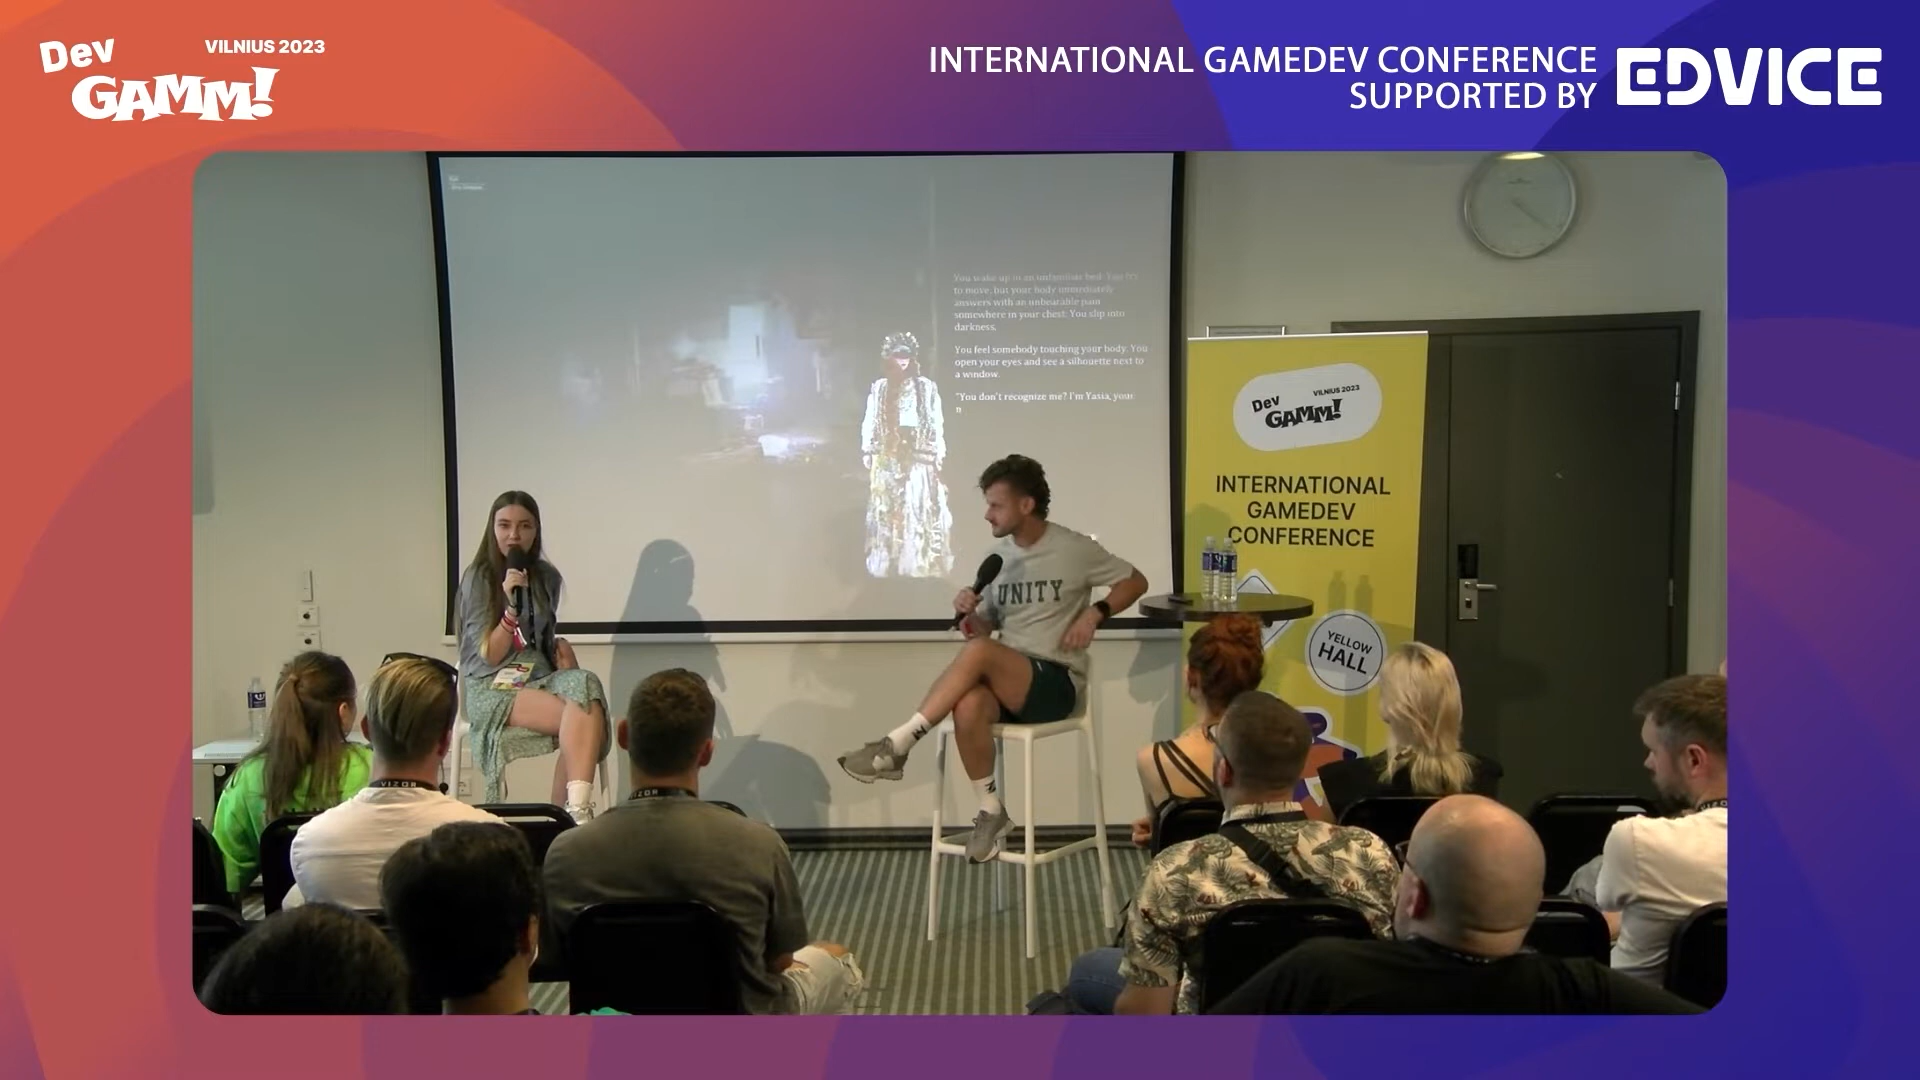 Dev
GAMM!
VILNIUS 2023
INTERNATIONAL GAMEDEV CONFERENCE
SUPPORTED BY
EDVICE
You wake up in an unfamiliar bed. You try
to move, but your body immediately
answers with an unbearable pain
somewhere in your chest. You slip into
darkness.
You feel somebody touching your body. You
open your eyes and see a silhouette next to
a window.
"You don't recognize me? I'm Yasia, your
n
Dev
GAMM!
VILNIUS 2023
INTERNATIONAL
GAMEDEV
CONFERENCE
YELLOW
HALL
UNITY
VIZOR
VIZOR